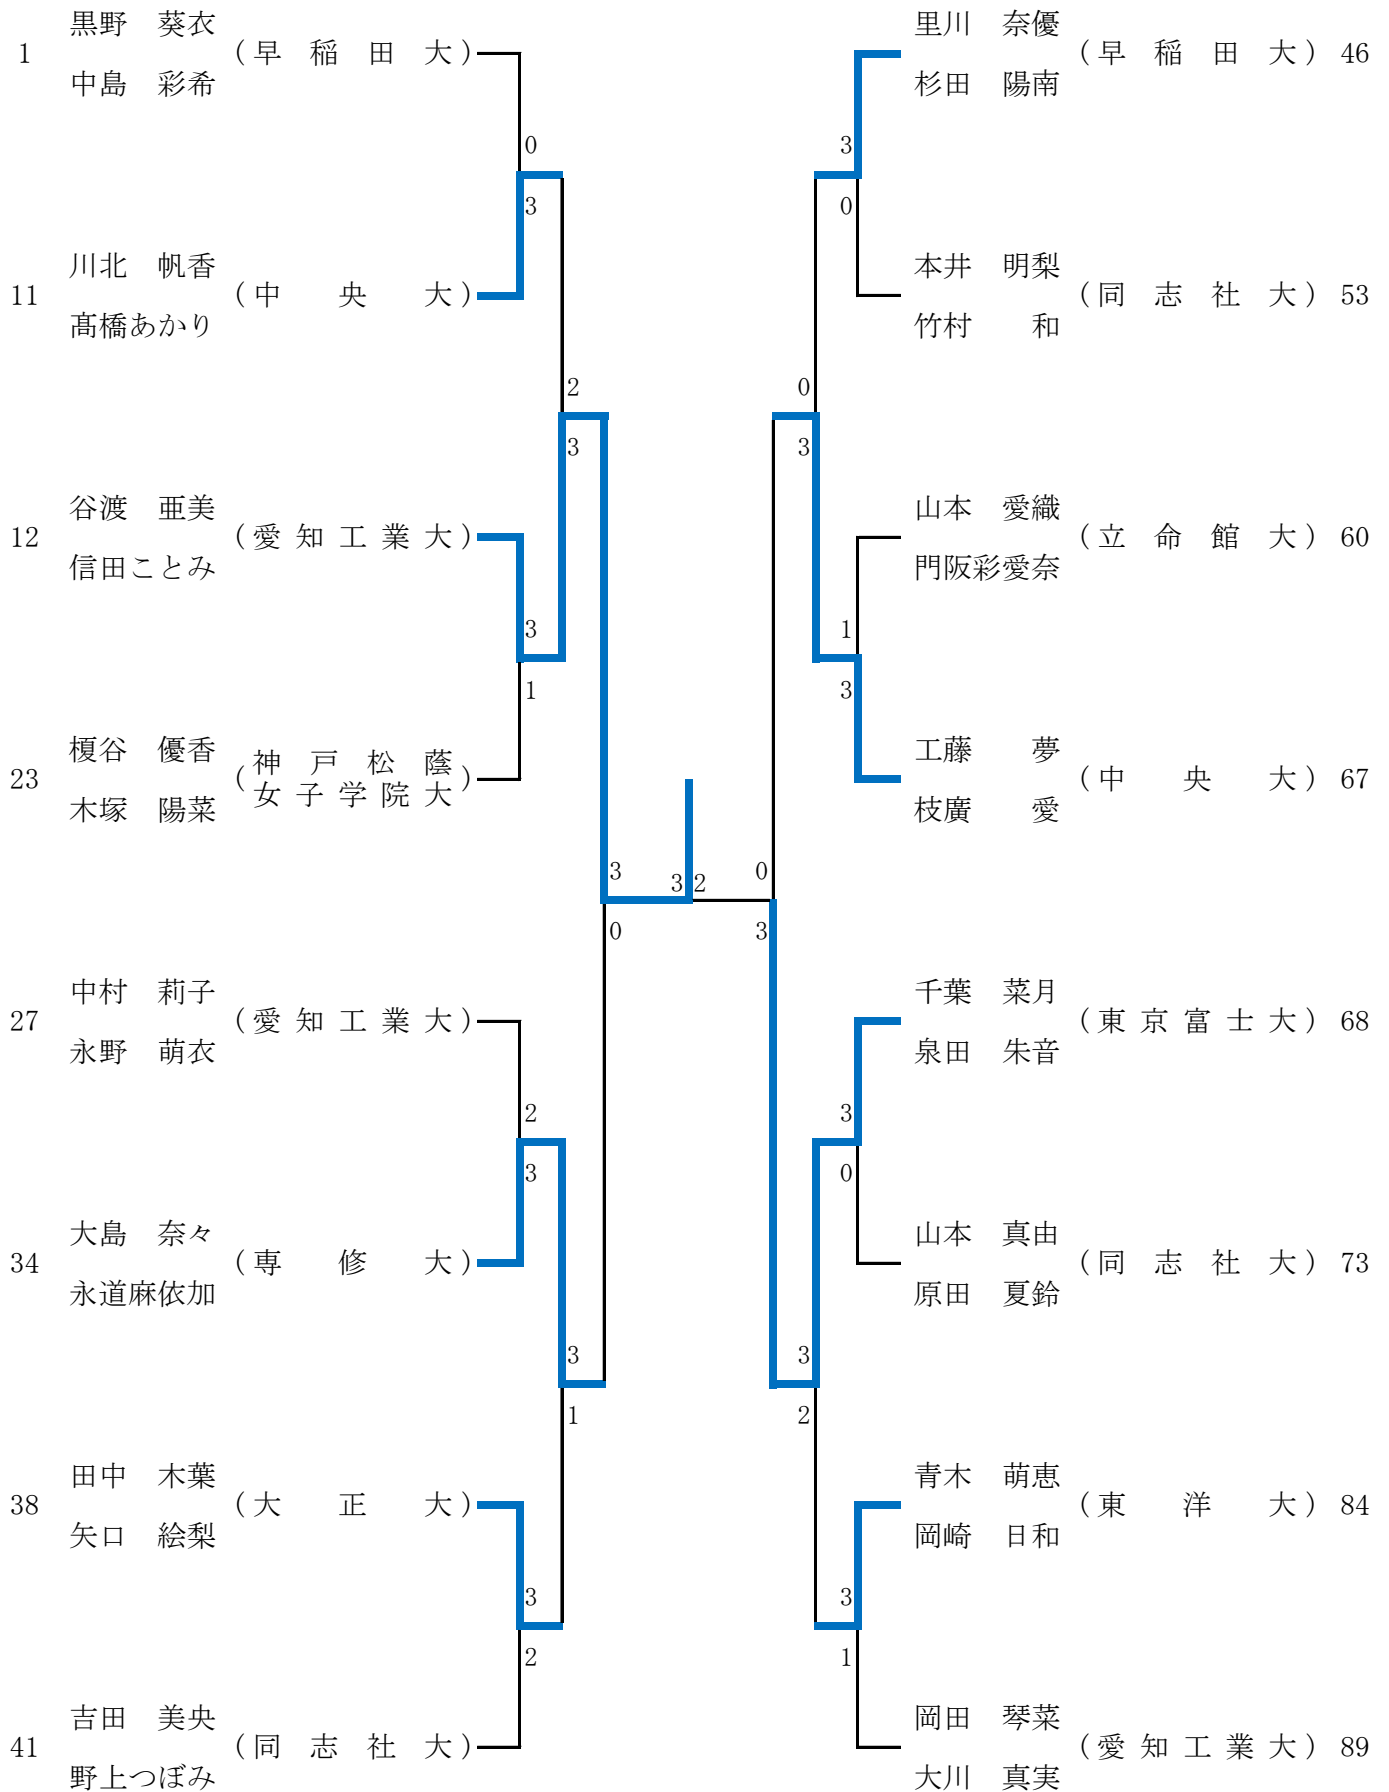 黒野　葵衣
1 (早稲田大)
中島　彩希
0
3
川北　帆香
11 (中央大)
髙橋あかり
2
3
谷渡　亜美
12 (愛知工業大)
信田ことみ
3
1
榎谷　優香
23 (神戸松蔭
女子学院大)
木塚　陽菜
3
0
中村　莉子
27 (愛知工業大)
永野　萌衣
2
3
大島　奈々
34 (専修大)
永道麻依加
3
1
田中　木葉
38 (大正大)
矢口　絵梨
3
2
吉田　美央
41 (同志社大)
野上つぼみ
3 2
里川　奈優
(早稲田大) 46
杉田　陽南
3
0
本井　明梨
(同志社大) 53
竹村　　和
0
3
山本　愛織
(立命館大) 60
門阪彩愛奈
1
3
工藤　　夢
(中央大) 67
枝廣　　愛
0
3
千葉　菜月
(東京富士大) 68
泉田　朱音
3
0
山本　真由
(同志社大) 73
原田　夏鈴
3
2
青木　萌恵
(東洋大) 84
岡崎　日和
3
1
岡田　琴菜
(愛知工業大) 89
大川　真実